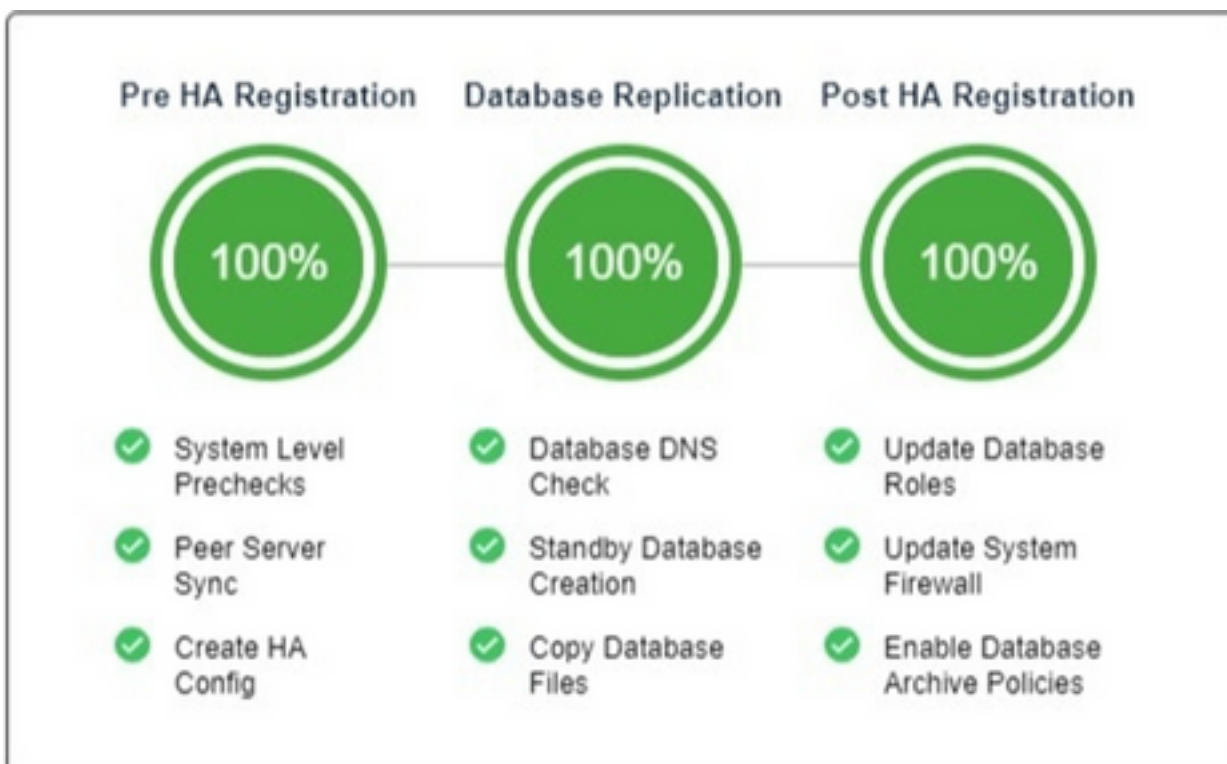 Pre HA Registration
Database Replication
Post HA Registration
100%
100%
100%
System Level
Prechecks
Peer Server
Sync
Create HA
Config
Database DNS
Check
Standby Database
Creation
Copy Database
Files
Update Database
Roles
Update System
Firewall
Enable Database
Archive Policies